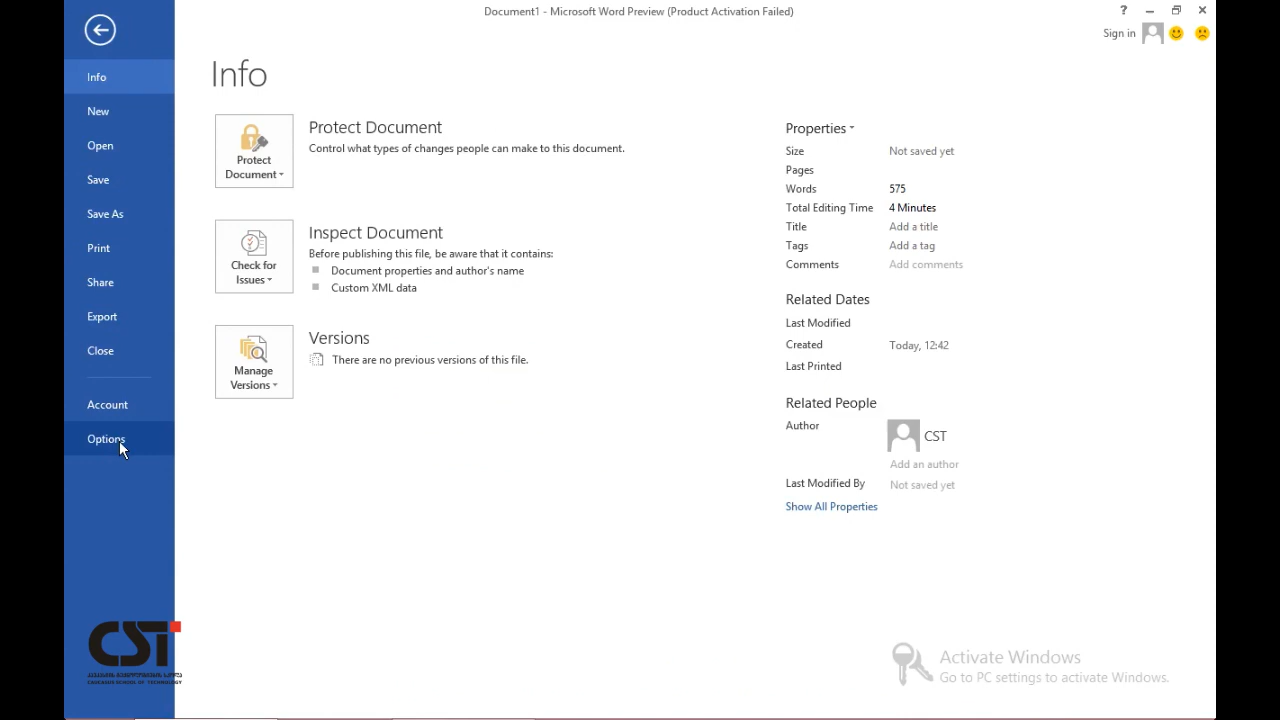 Document1 - Microsoft Word Preview (Product Activation Failed)
?
Sign in
Info
New
Open
Save
Save As
Print
Share
Export
Close
Account
Options
Info
Protect Document
Protect Document
Control what types of changes people can make to this document.
Check for Issues
Inspect Document
Before publishing this file, be aware that it contains:
Document properties and author's name
Custom XML data
Manage Versions
Versions
There are no previous versions of this file.
Properties
Size Not saved yet
Pages
Words 575
Total Editing Time 4 Minutes
Title Add a title
Tags Add a tag
Comments Add comments
Related Dates
Last Modified
Created Today, 12:42
Last Printed
Related People
Author CST
Add an author
Last Modified By Not saved yet
Show All Properties
CST
CAUCASUS SCHOOL OF TECHNOLOGY
Activate Windows
Go to PC settings to activate Windows.